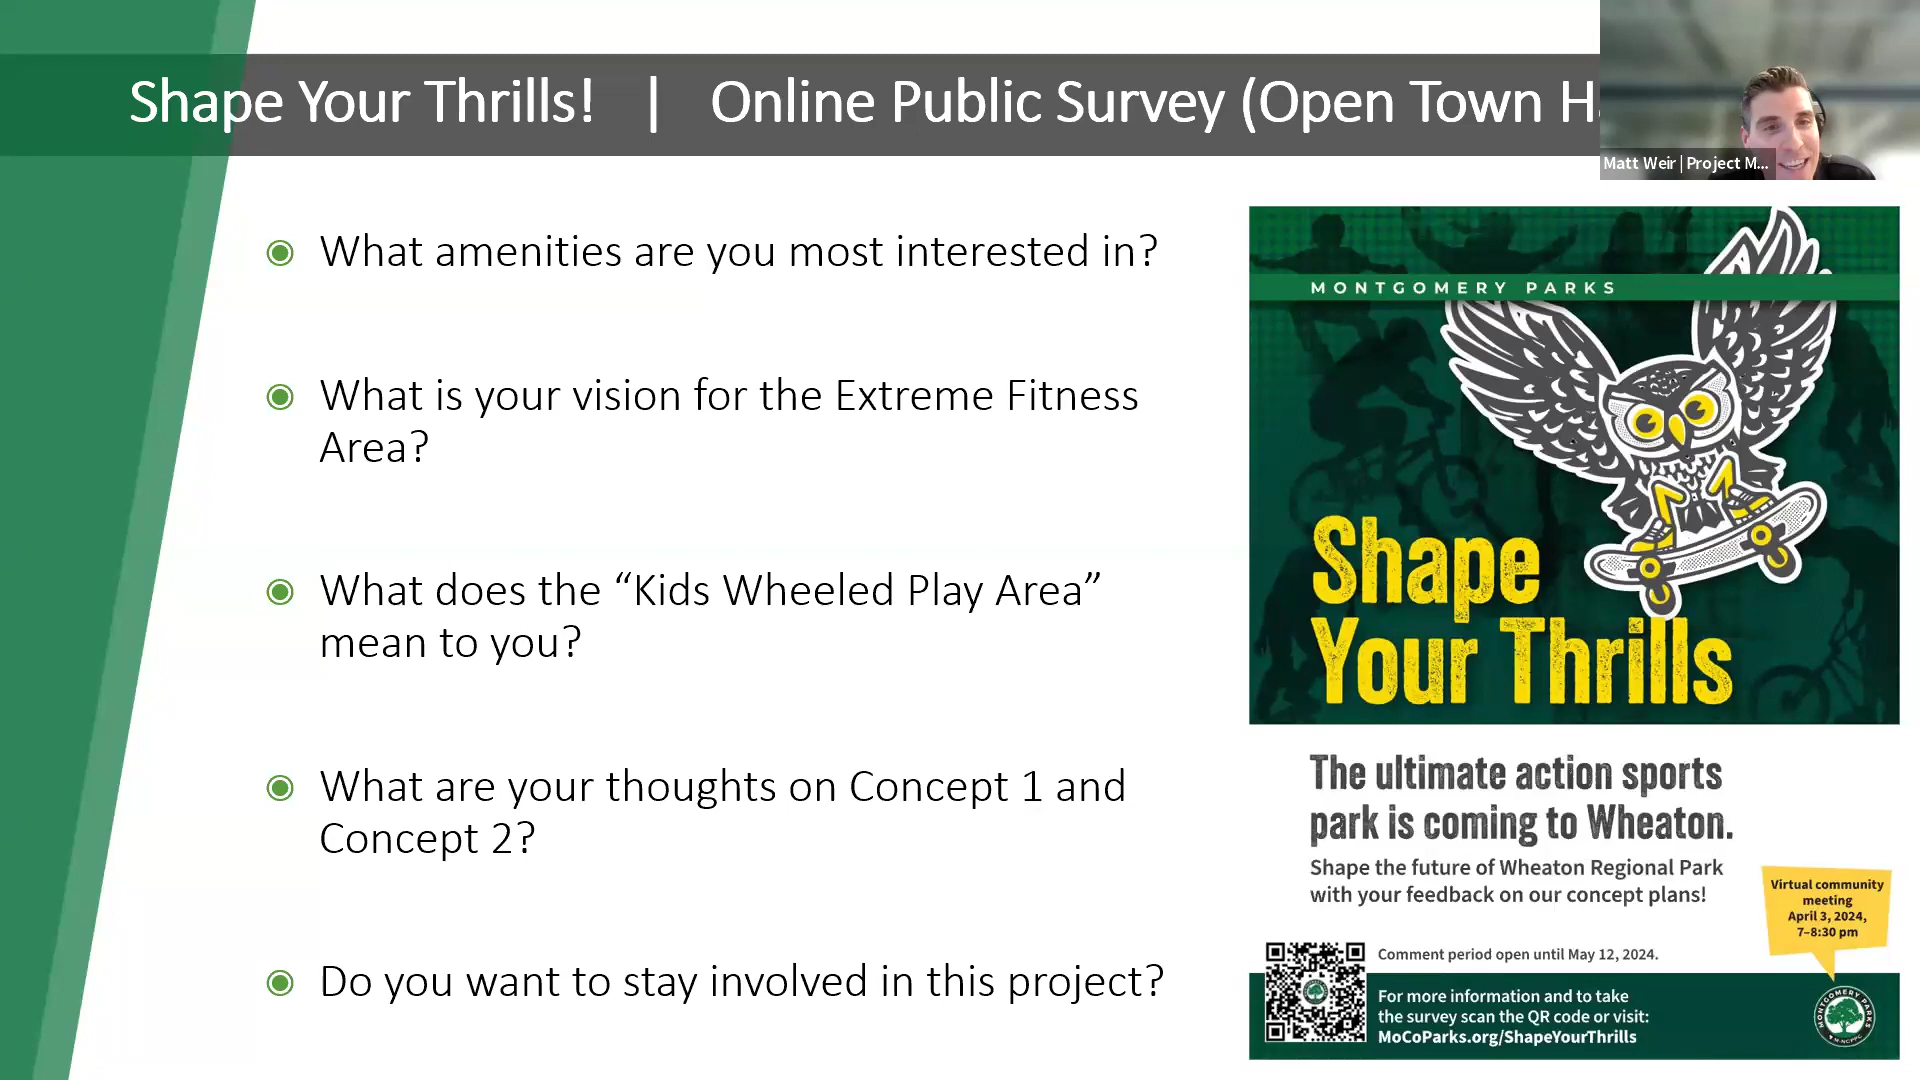 Shape Your Thrills! | Online Public Survey (Open Town
Matt Weir | Project M...
What amenities are you most interested in?
What is your vision for the Extreme Fitness
Area?
What does the “Kids Wheeled Play Area”
mean to you?
What are your thoughts on Concept 1 and
Concept 2?
Do you want to stay involved in this project?
MONTGOMERY PARKS
Shape
Your Thrills
The ultimate action sports
park is coming to Wheaton.
Shape the future of Wheaton Regional Park
with your feedback on our concept plans!
Virtual community
meeting
April 3, 2024,
7–8:30 pm
Comment period open until May 12, 2024.
For more information and to take
the survey scan the QR code or visit:
MoCoParks.org/ShapeYourThrills
MONTGOMERY PARKS
M-NCPPC